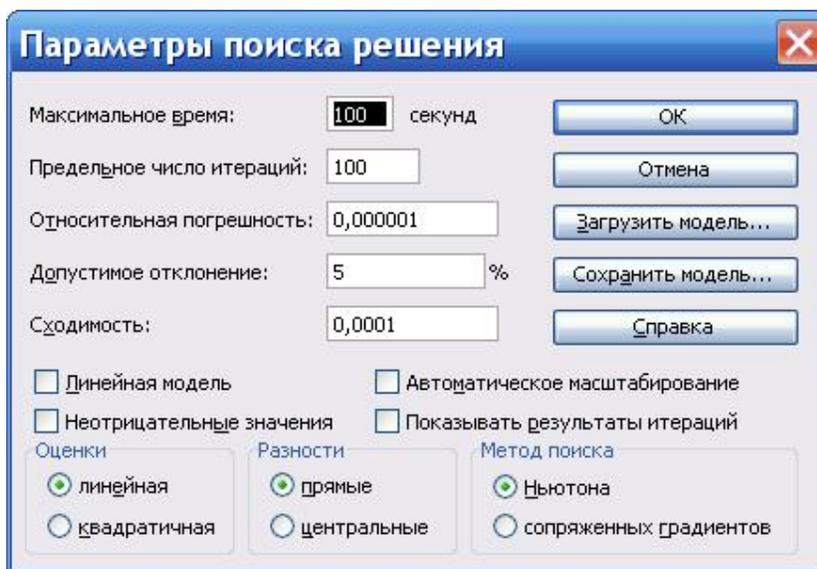 Параметры поиска решения
Максимальное время: 100 секунд OK
Предельное число итераций: 100 Отмена
Относительная погрешность: 0,000001 Загрузить модель...
Допустимое отклонение: 5 % Сохранить модель...
Сходимость: 0,0001 Справка
Линейная модель Автоматическое масштабирование
Неотрицательные значения Показывать результаты итераций
Оценки Разности Метод поиска
линейная прямые Ньютона
квадратичная центральные сопряженных градиентов